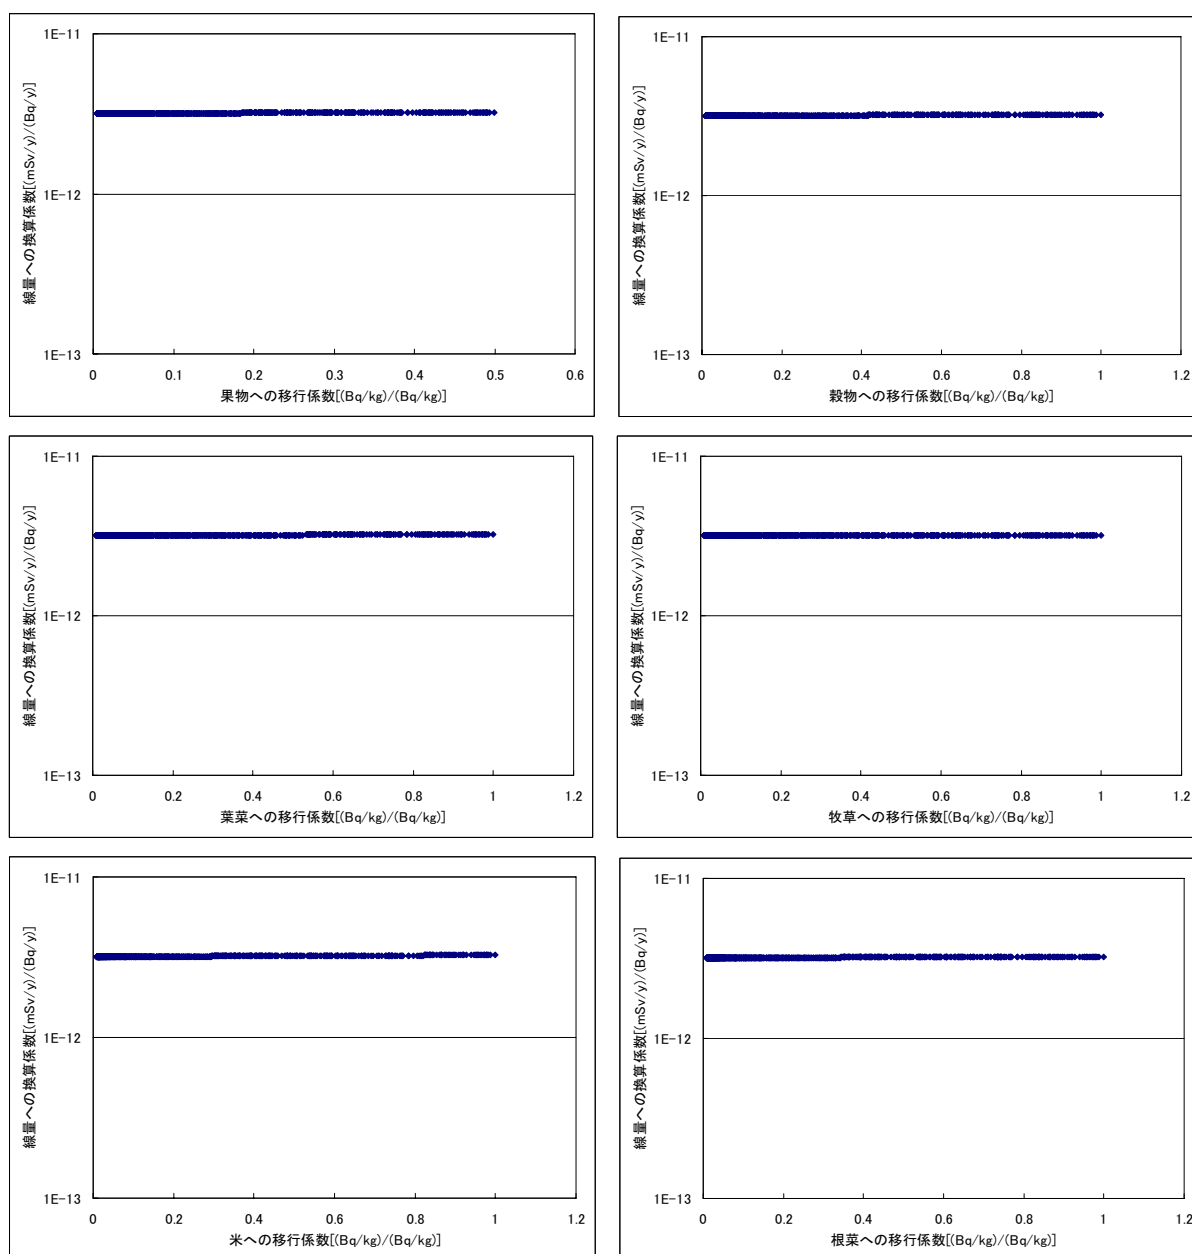 1E-11
1E-12
1E-13
線量への換算係数[(mSv/y)/(Bq/y)]
0 0.1 0.2 0.3 0.4 0.5 0.6
果物への移行係数[(Bq/kg)/(Bq/kg)]
1E-11
1E-12
1E-13
線量への換算係数[(mSv/y)/(Bq/y)]
0 0.2 0.4 0.6 0.8 1 1.2
穀物への移行係数[(Bq/kg)/(Bq/kg)]
1E-11
1E-12
1E-13
線量への換算係数[(mSv/y)/(Bq/y)]
0 0.2 0.4 0.6 0.8 1 1.2
葉菜への移行係数[(Bq/kg)/(Bq/kg)]
1E-11
1E-12
1E-13
線量への換算係数[(mSv/y)/(Bq/y)]
0 0.2 0.4 0.6 0.8 1 1.2
牧草への移行係数[(Bq/kg)/(Bq/kg)]
1E-11
1E-12
1E-13
線量への換算係数[(mSv/y)/(Bq/y)]
0 0.2 0.4 0.6 0.8 1 1.2
米への移行係数[(Bq/kg)/(Bq/kg)]
1E-11
1E-12
1E-13
線量への換算係数[(mSv/y)/(Bq/y)]
0 0.2 0.4 0.6 0.8 1 1.2
根菜への移行係数[(Bq/kg)/(Bq/kg)]